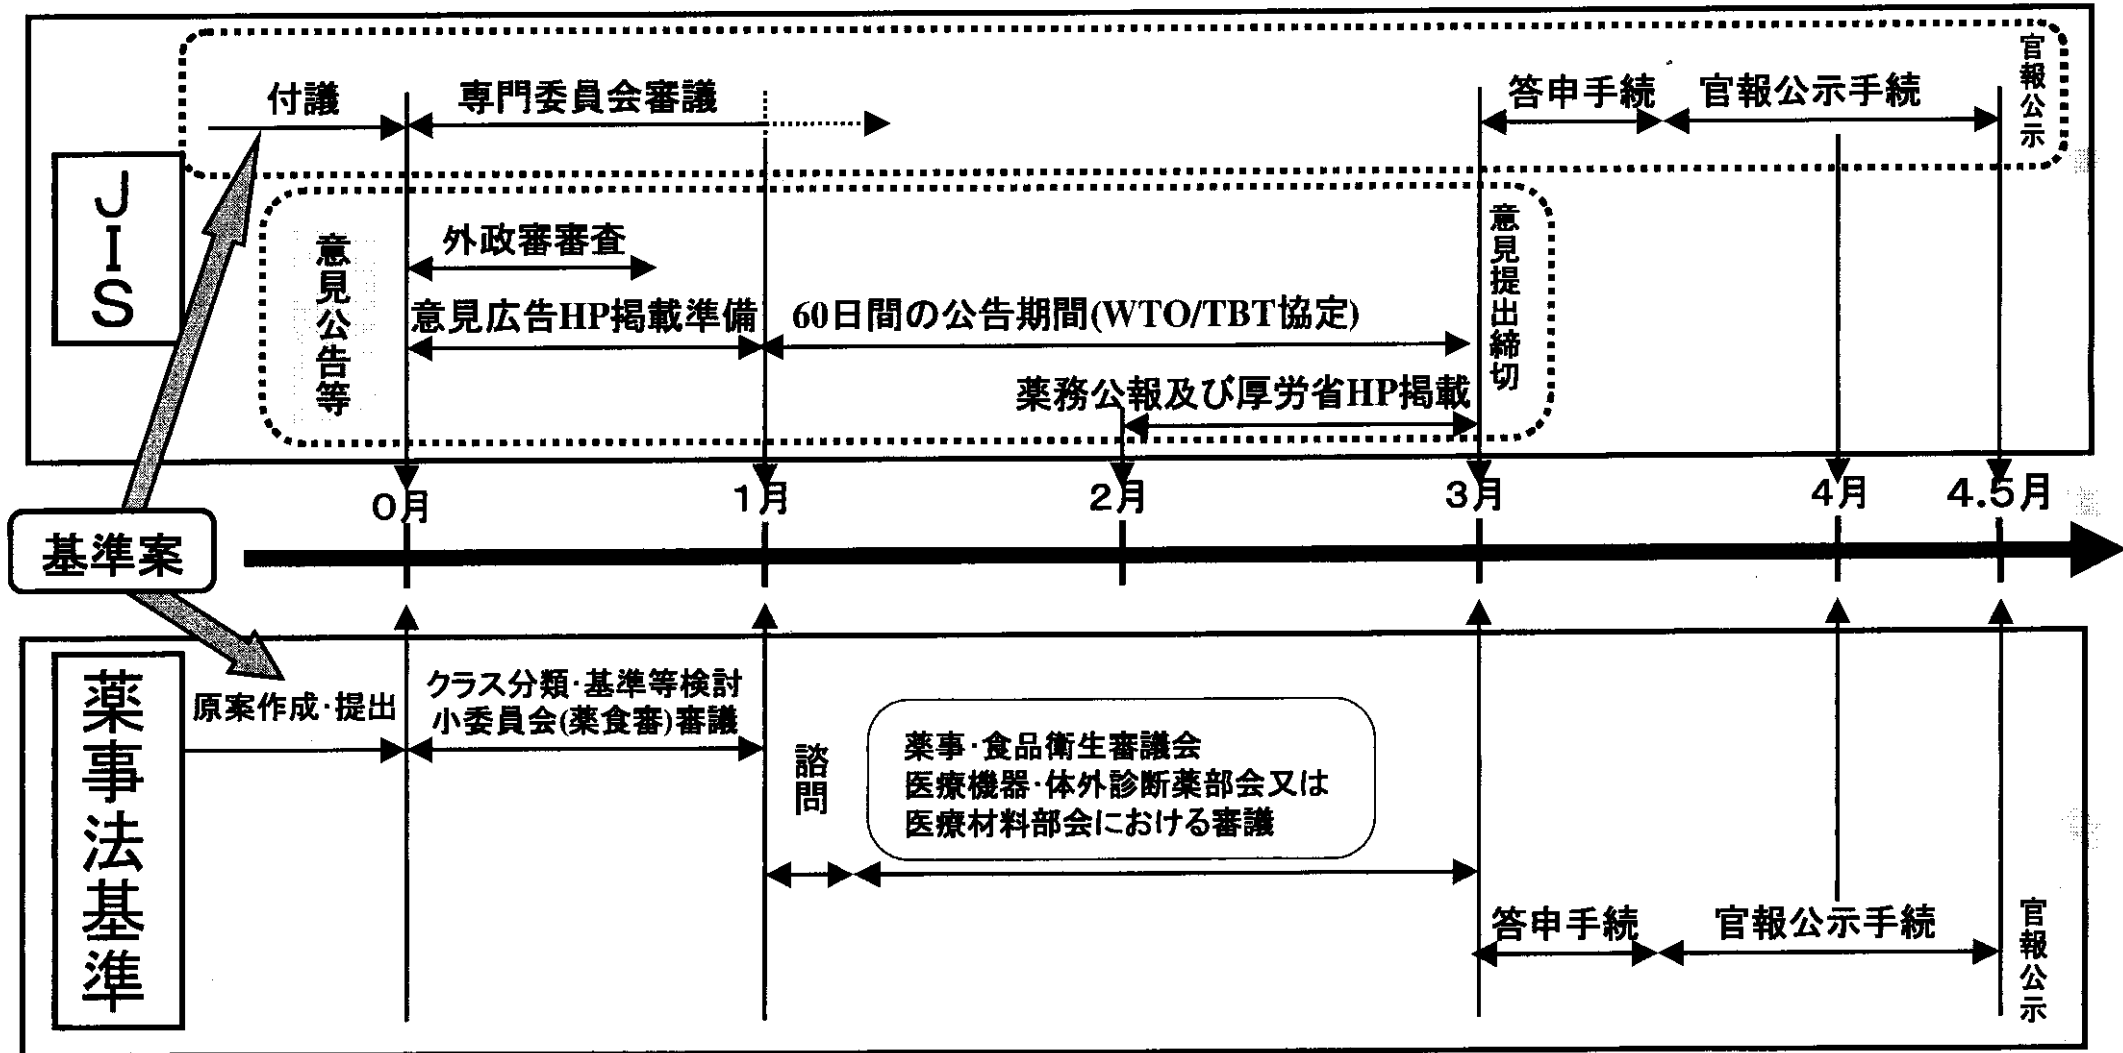 付議
専門委員会審議
答申手続
官報公示手続
官報公示
JIS
意見公告等
外政審審査
意見広告HP掲載準備
60日間の公告期間(WTO/TBT協定)
薬務公報及び厚労省HP掲載
意見提出締切
0月
1月
2月
3月
4月
4.5月
基準案
薬事法基準
原案作成·提出
クラス分類·基準等検討
小委員会(薬食審)審議
諮問
薬事·食品衛生審議会
医療機器·体外診断薬部会又は
医療材料部会における審議
答申手続
官報公示手続
官報公示